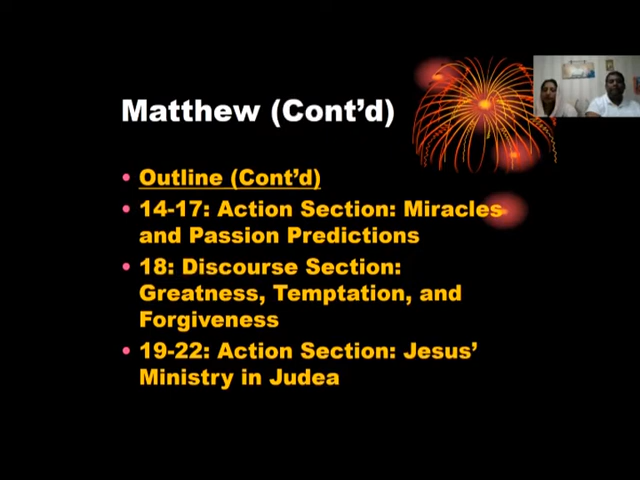 Matthew (Cont'd)
• Outline (Cont'd)
• 14-17: Action Section: Miracles
and Passion Predictions
• 18: Discourse Section:
Greatness, Temptation, and
Forgiveness
• 19-22: Action Section: Jesus'
Ministry in Judea